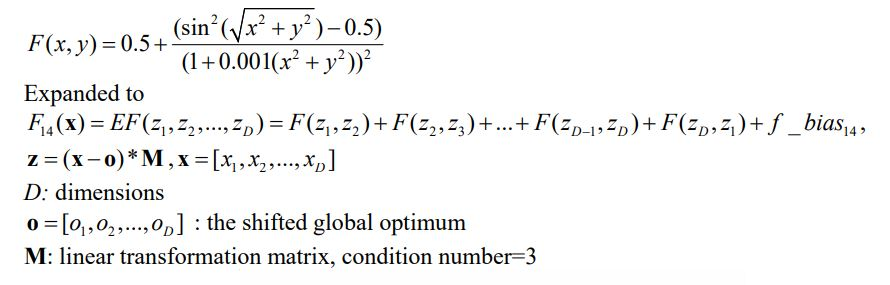 F(x, y) = 0.5 + (sin²(√(x² + y²)) − 0.5) / (1 + 0.001(x² + y²))²
Expanded to
F₁₄(x) = EF(z₁, z₂, ..., z_D) = F(z₁, z₂) + F(z₂, z₃) + ... + F(z_{D−1}, z_D) + F(z_D, z₁) + f _ bias₁₄,
z = (x − o) * M, x = [x₁, x₂, ..., x_D]
D: dimensions
o = [o₁, o₂, ..., o_D] : the shifted global optimum
M: linear transformation matrix, condition number=3